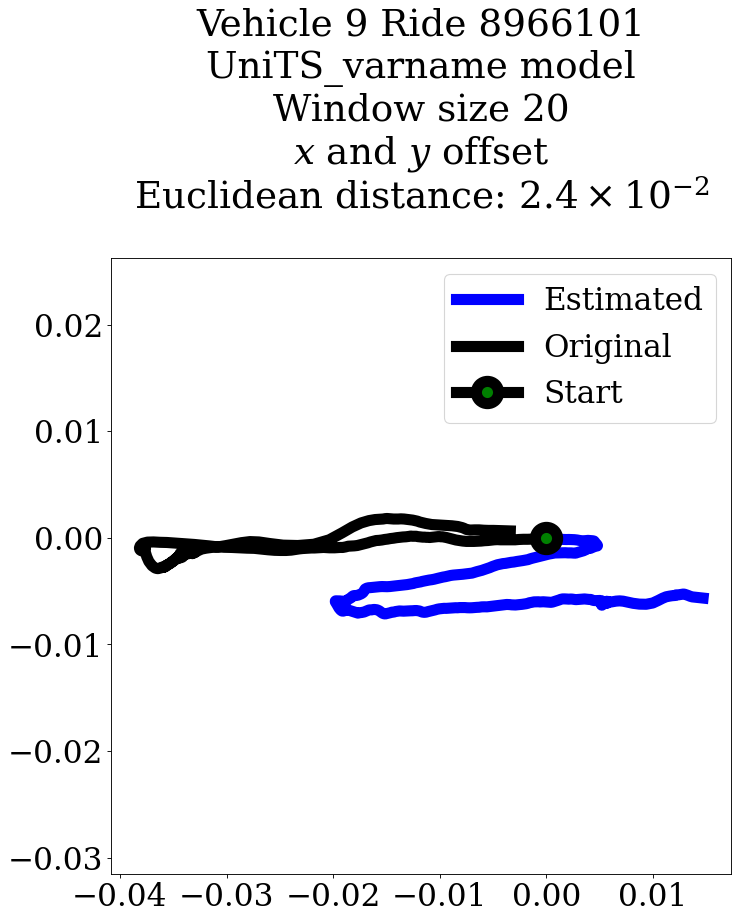 Vehicle 9 Ride 8966101
UniTS_varname model
Window size 20
x and y offset
Euclidean distance: 2.4 × 10⁻²
Estimated
Original
Start
0.02
0.01
0.00
−0.01
−0.02
−0.03
−0.04 −0.03 −0.02 −0.01 0.00 0.01